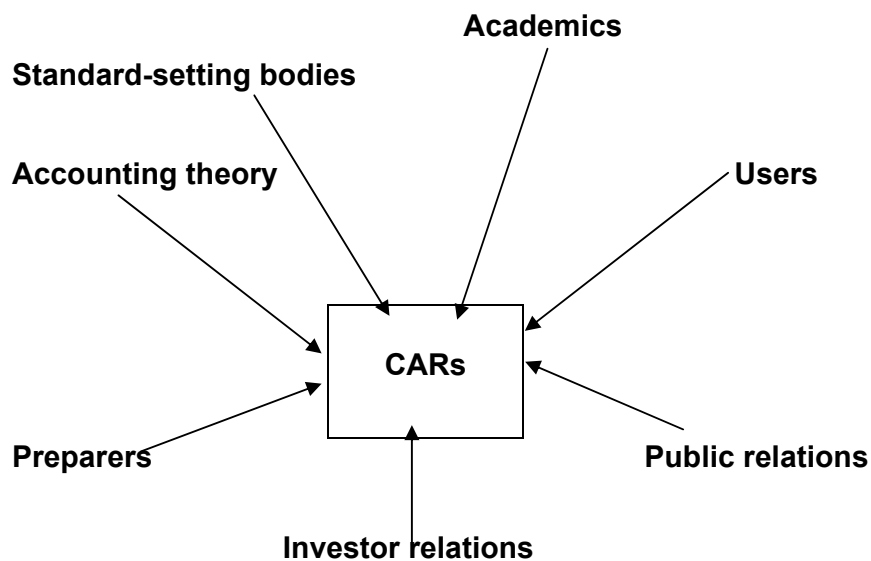 Academics
Standard-setting bodies
Accounting theory
Users
CARs
Preparers
Public relations
Investor relations